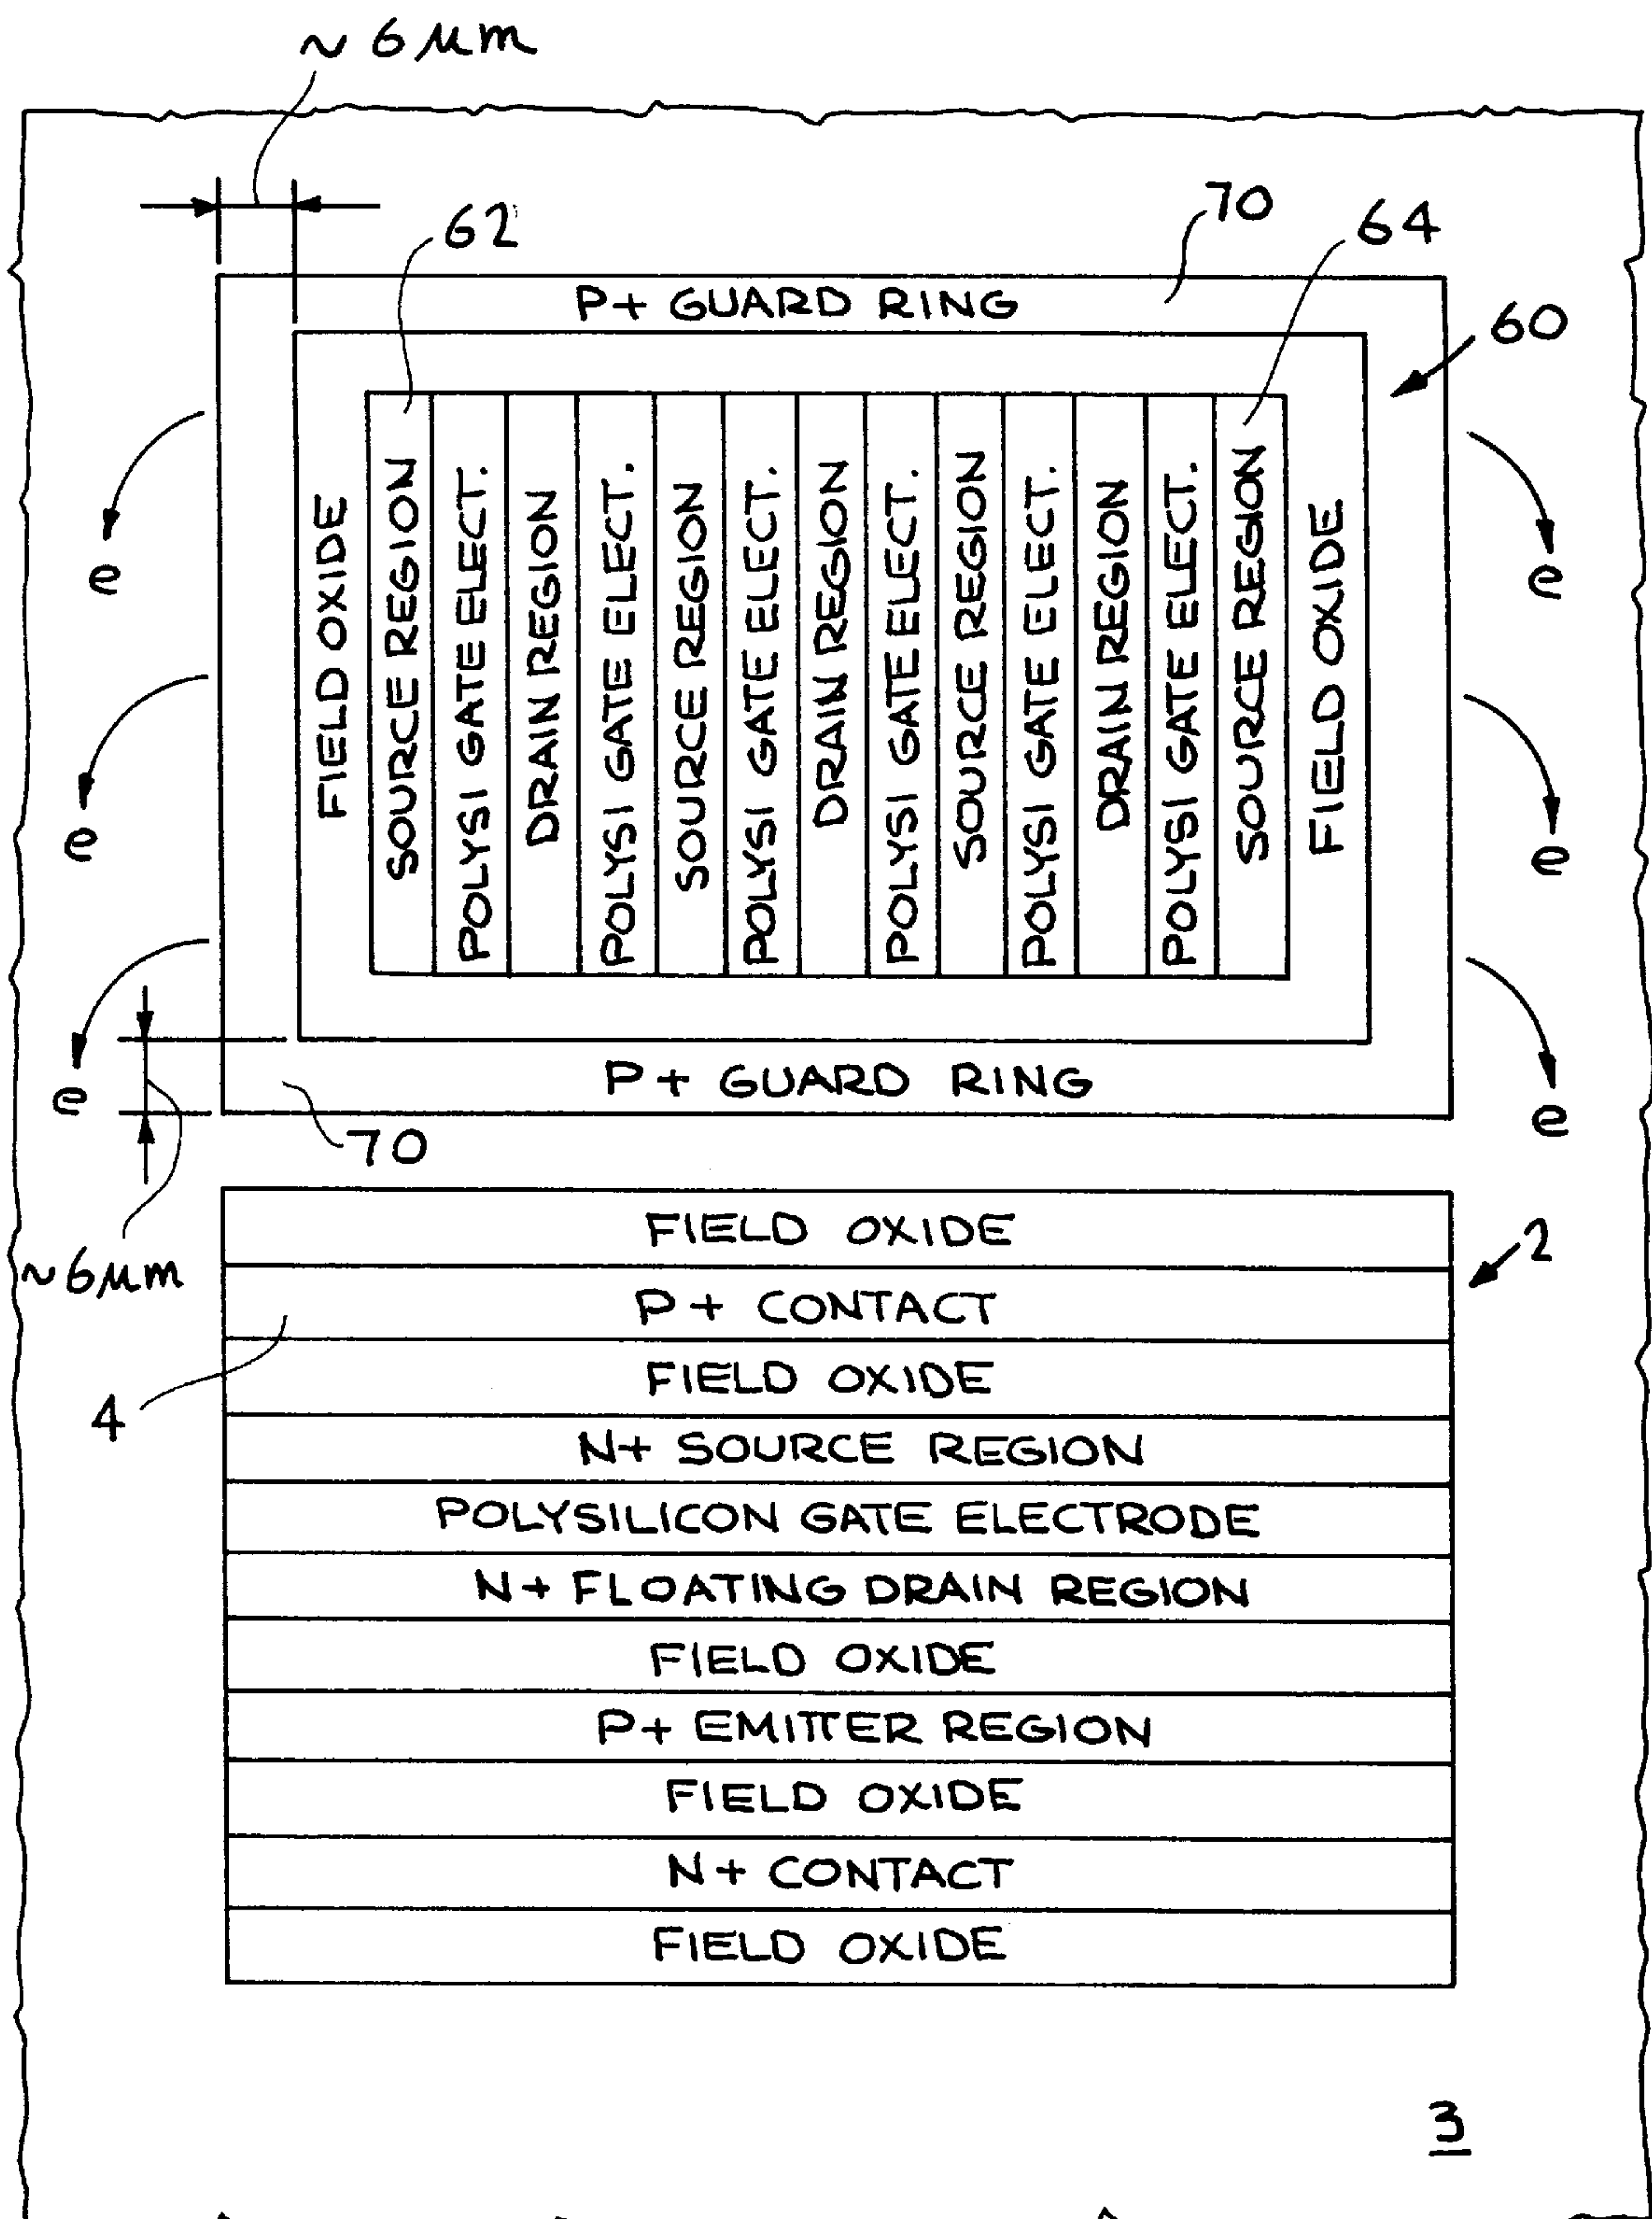 ~ 6 µm
62
70
64
P+ GUARD RING
60
FIELD OXIDE
SOURCE REGION
POLYSI GATE ELECT.
DRAIN REGION
POLYSI GATE ELECT.
SOURCE REGION
POLYSI GATE ELECT.
DRAIN REGION
POLYSI GATE ELECT.
SOURCE REGION
POLYSI GATE ELECT.
DRAIN REGION
POLYSI GATE ELECT.
SOURCE REGION
FIELD OXIDE
e
e
e
e
e
e
P+ GUARD RING
70
~6µm
FIELD OXIDE
2
P+ CONTACT
4
FIELD OXIDE
N+ SOURCE REGION
POLYSILICON GATE ELECTRODE
N+ FLOATING DRAIN REGION
FIELD OXIDE
P+ EMITTER REGION
FIELD OXIDE
N+ CONTACT
FIELD OXIDE
3